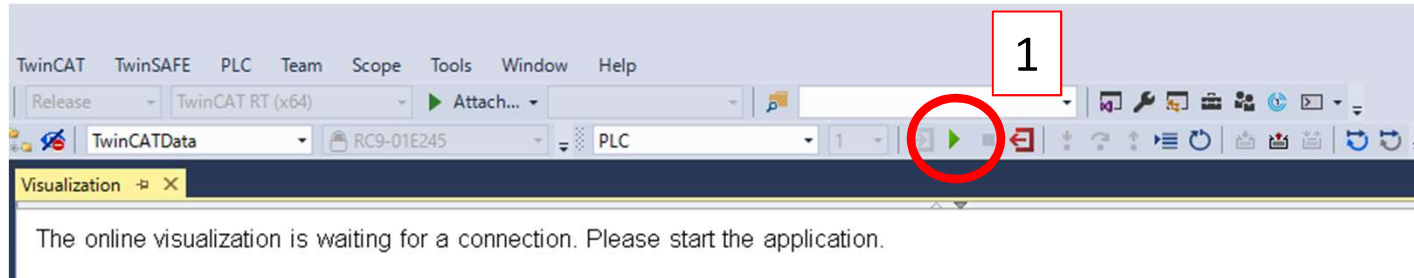 1
TwinCAT TwinSAFE PLC Team Scope Tools Window Help
Release TwinCAT RT (x64) Attach...
TwinCATData RC9-01E245 PLC 1
Visualization
The online visualization is waiting for a connection. Please start the application.